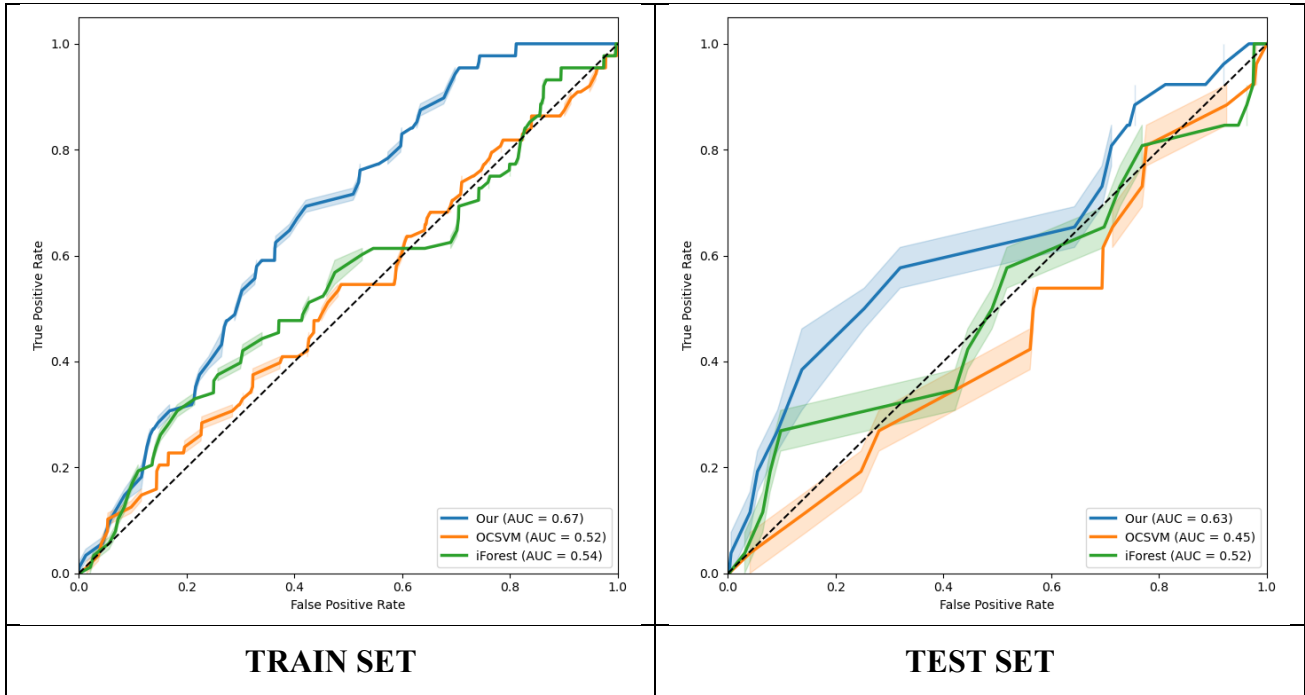 1.0
0.8
0.6
0.4
0.2
0.0
True Positive Rate
0.0 0.2 0.4 0.6 0.8 1.0
False Positive Rate
Our (AUC = 0.67)
OCSVM (AUC = 0.52)
iForest (AUC = 0.54)
1.0
0.8
0.6
0.4
0.2
0.0
True Positive Rate
0.0 0.2 0.4 0.6 0.8 1.0
False Positive Rate
Our (AUC = 0.63)
OCSVM (AUC = 0.45)
iForest (AUC = 0.52)
TRAIN SET
TEST SET